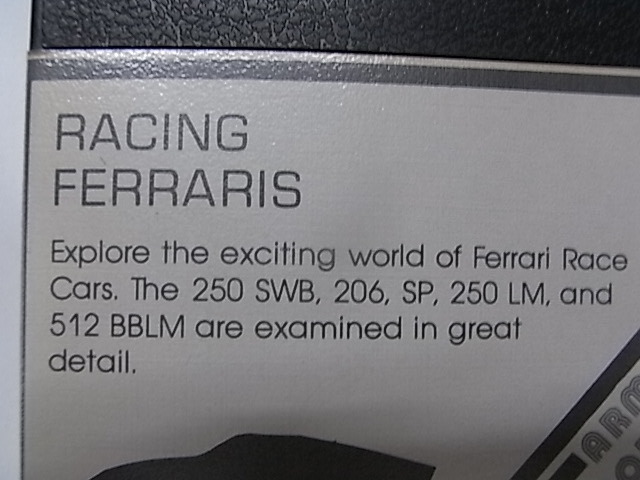 RACING
FERRARIS
Explore the exciting world of Ferrari Race
Cars. The 250 SWB, 206, SP, 250 LM, and
512 BBLM are examined in great
detail.
ARM